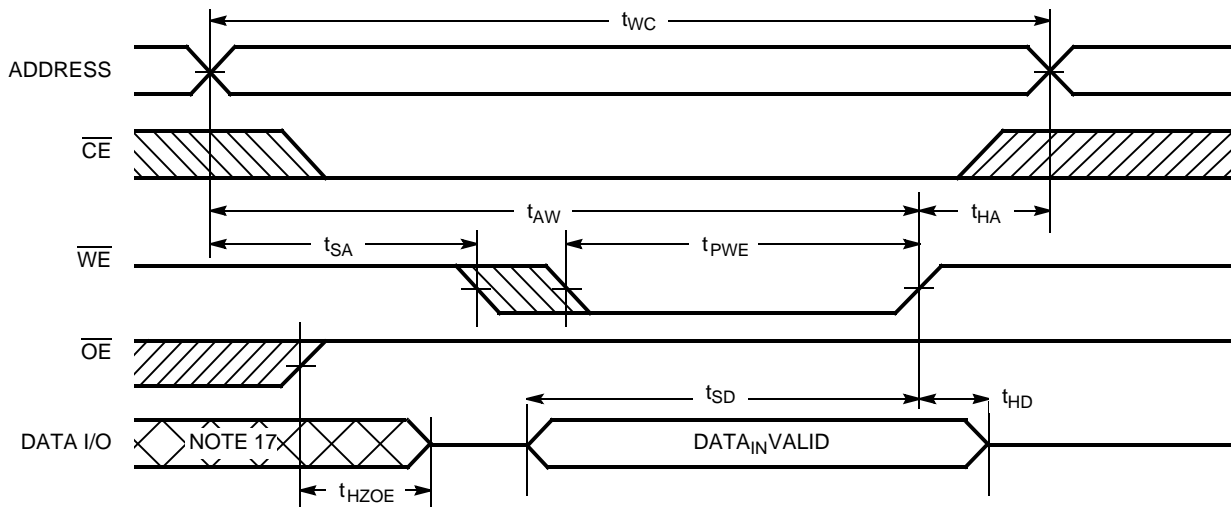 tWC
ADDRESS
CE
tAW
tHA
tSA
tPWE
WE
OE
tSD
tHD
DATA I/O
NOTE 17
DATAINVALID
tHZOE